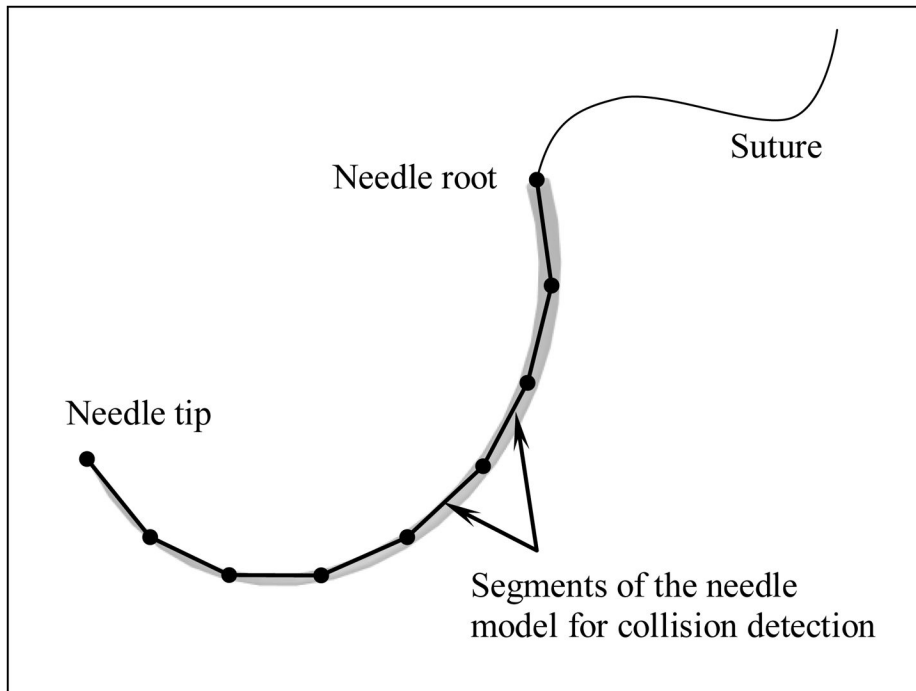 Suture
Needle root
Needle tip
Segments of the needle
model for collision detection